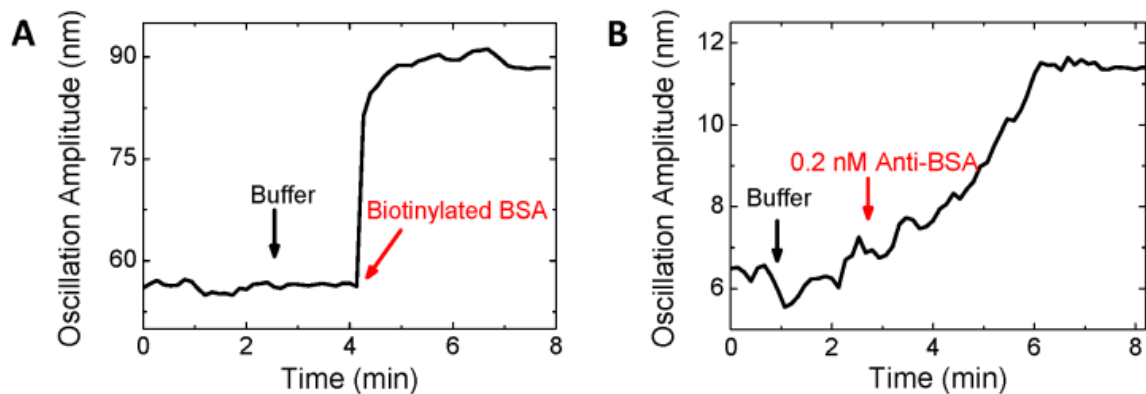 A
Oscillation Amplitude (nm)
90
75
60
Buffer
Biotinylated BSA
0
2
4
6
8
Time (min)
B
Oscillation Amplitude (nm)
12
10
8
6
0.2 nM Anti-BSA
Buffer
0
2
4
6
8
Time (min)